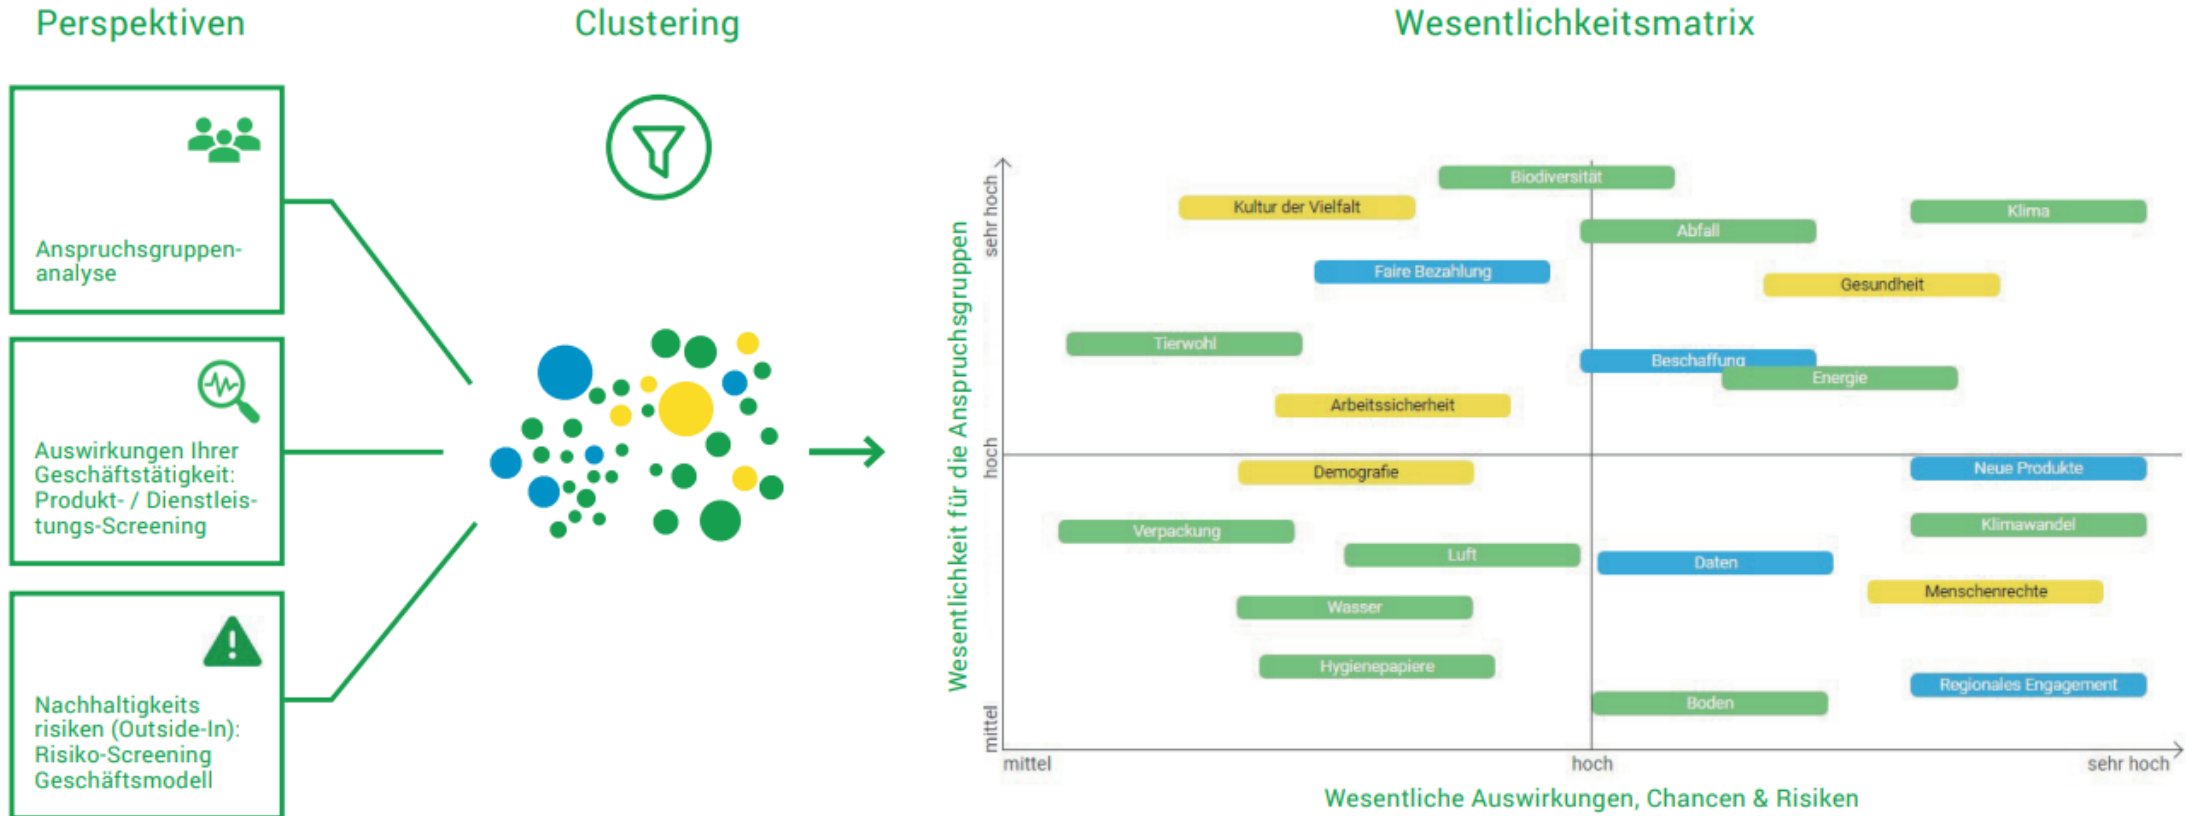 Perspektiven
Clustering
Wesentlichkeitsmatrix
Anspruchsgruppen-
analyse
Auswirkungen Ihrer
Geschäftstätigkeit:
Produkt- / Dienstleis-
tungs-Screening
Nachhaltigkeits
risiken (Outside-In):
Risiko-Screening
Geschäftsmodell
Wesentlichkeit für die Anspruchsgruppen
sehr hoch
hoch
mittel
Biodiversität
Kultur der Vielfalt
Klima
Abfall
Faire Bezahlung
Gesundheit
Tierwohl
Beschaffung
Energie
Arbeitssicherheit
Demografie
Neue Produkte
Verpackung
Klimawandel
Luft
Daten
Menschenrechte
Wasser
Hygienepapiere
Regionales Engagement
Boden
mittel
hoch
sehr hoch
Wesentliche Auswirkungen, Chancen & Risiken